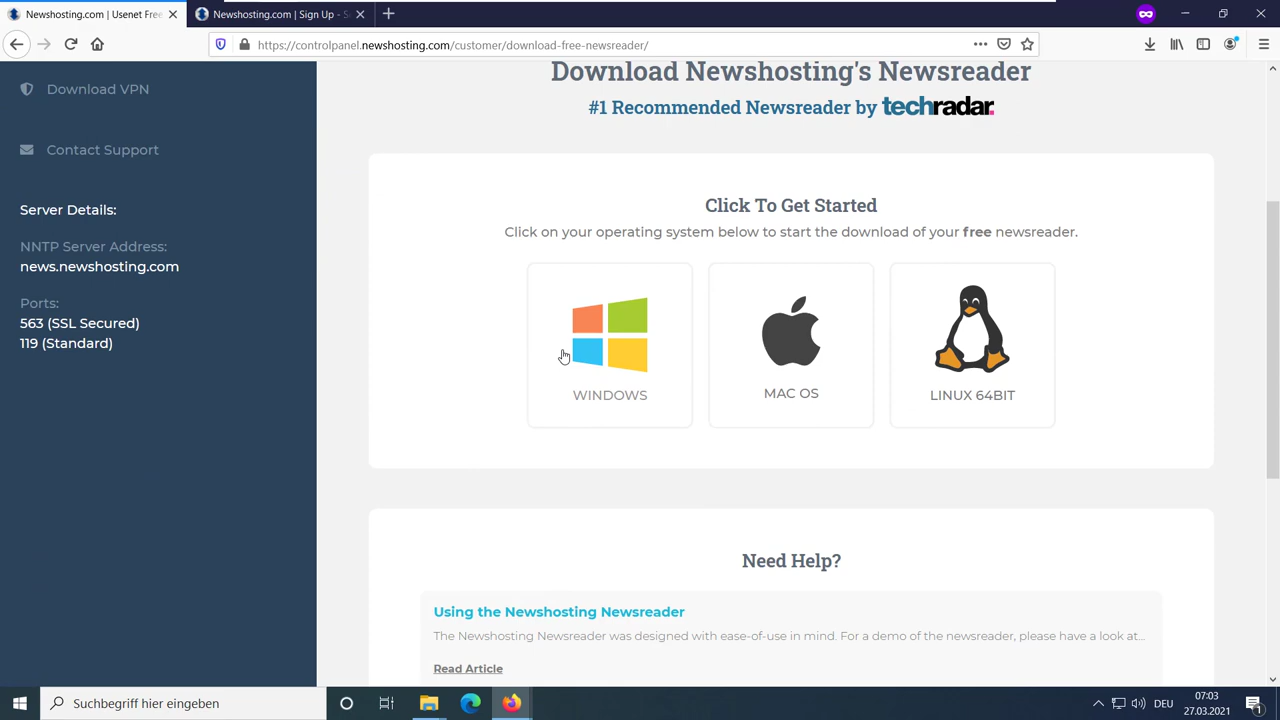 Newshosting.com | Usenet Free
Newshosting.com | Sign Up - S
https://controlpanel.newshosting.com/customer/download-free-newsreader/
Download VPN
Contact Support
Server Details:
NNTP Server Address:
news.newshosting.com
Ports:
563 (SSL Secured)
119 (Standard)
Download Newshosting's Newsreader
#1 Recommended Newsreader by techradar.
Click To Get Started
Click on your operating system below to start the download of your free newsreader.
WINDOWS
MAC OS
LINUX 64BIT
Need Help?
Using the Newshosting Newsreader
The Newshosting Newsreader was designed with ease-of-use in mind. For a demo of the newsreader, please have a look at...
Read Article
Suchbegriff hier eingeben
DEU
07:03
27.03.2021
1